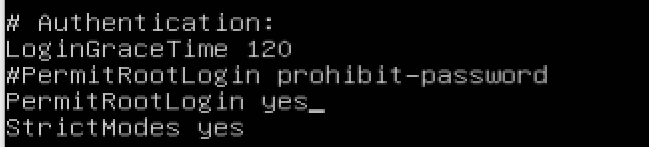 # Authentication:
LoginGraceTime 120
#PermitRootLogin prohibit-password
PermitRootLogin yes_
StrictModes yes